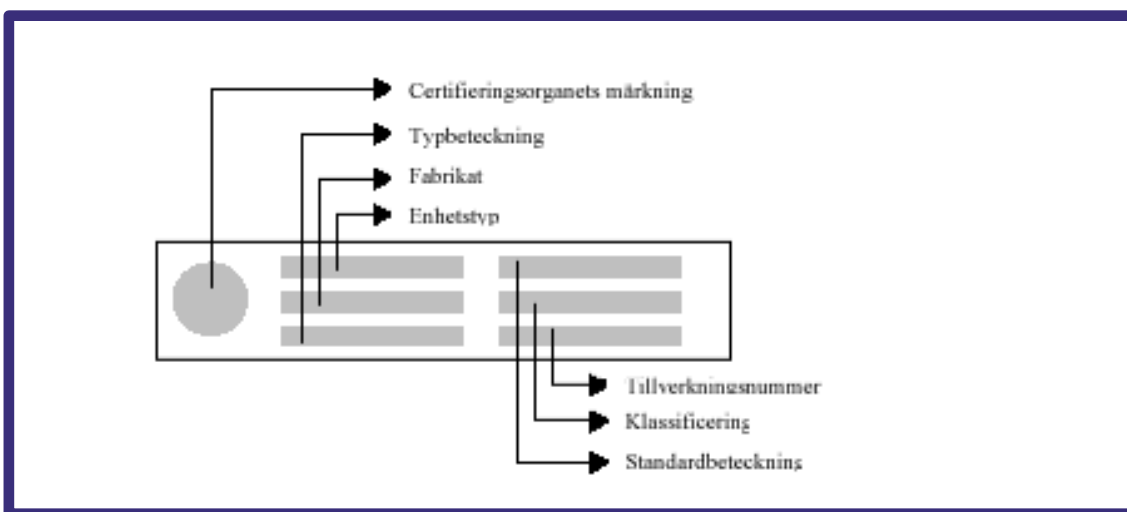 Certifieringsorganets märkning
Typbeteckning
Fabrikat
Enhetstyp
Tillverkningsnummer
Klassificering
Standardbeteckning